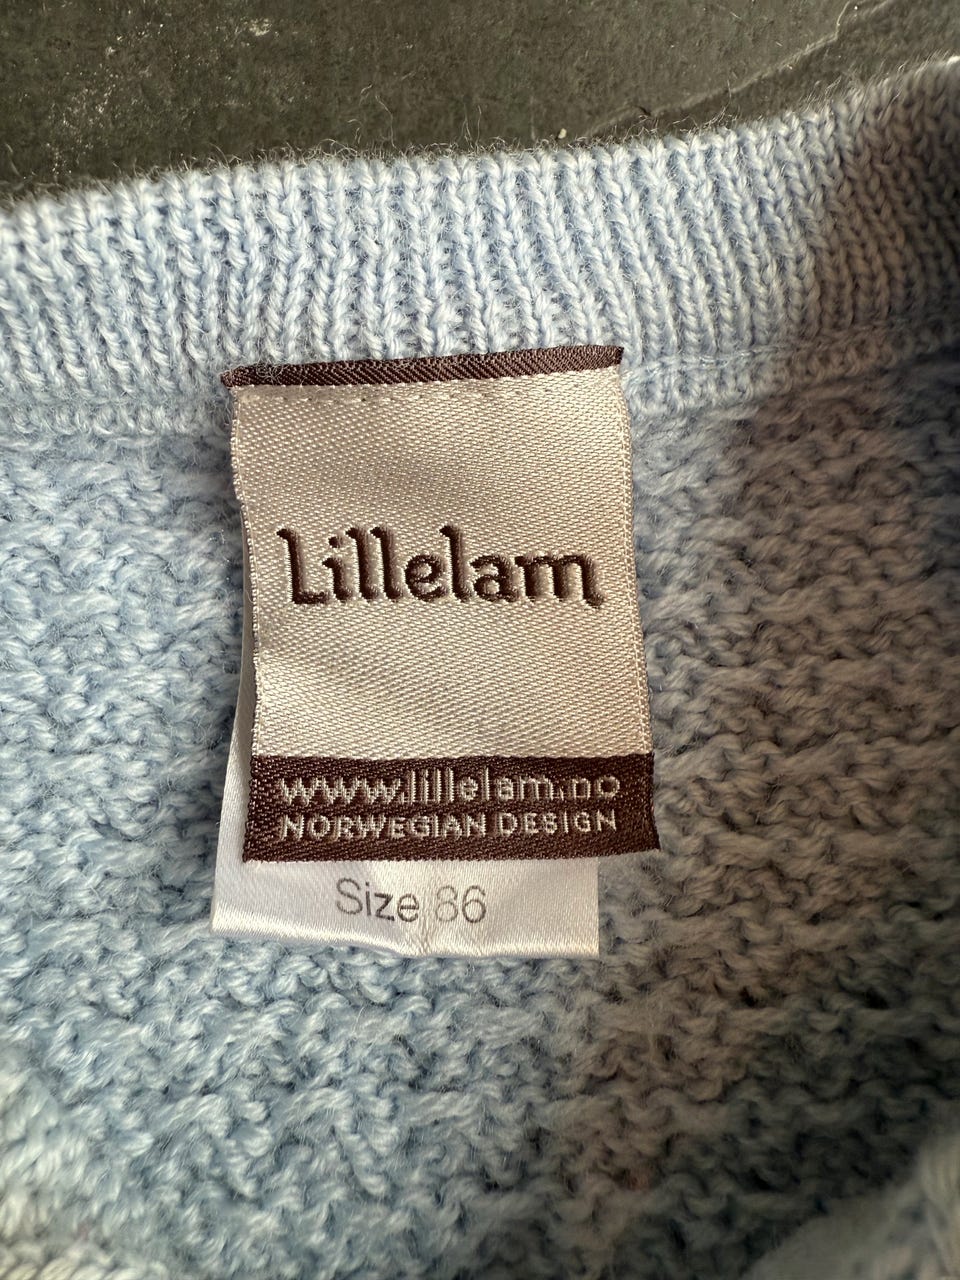 Lillelam
www.lillelam.no
NORWEGIAN DESIGN
Size 86